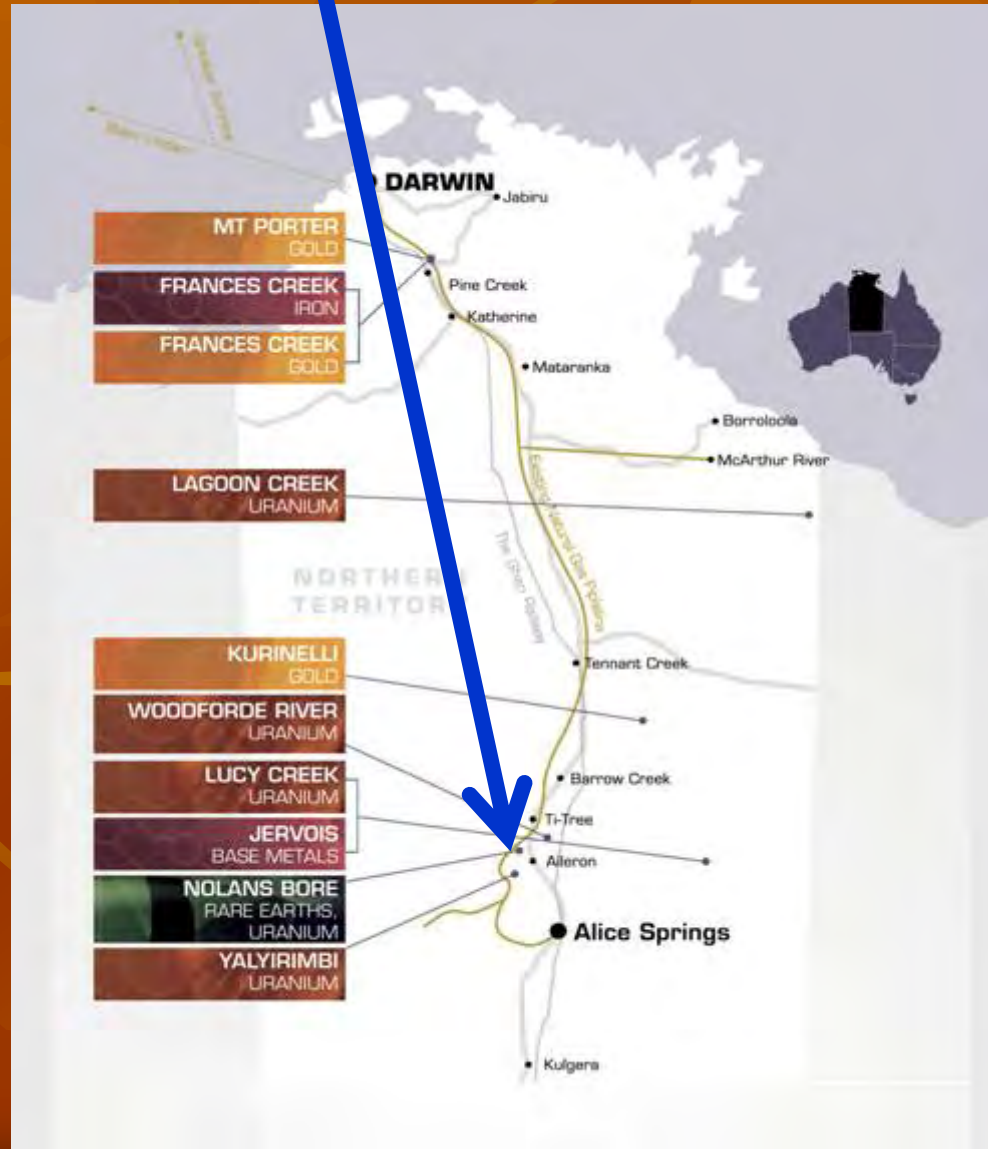 DARWIN
Jabiru
MT PORTER
GOLD
FRANCES CREEK
IRON
FRANCES CREEK
GOLD
Pine Creek
Katherine
Mataranka
Borroloola
McArthur River
LAGOON CREEK
URANIUM
Existing Natural Gas Pipeline
The Ghan Railway
NORTHERN
TERRITORY
KURINELLI
GOLD
Tennant Creek
WOODFORDE RIVER
URANIUM
LUCY CREEK
URANIUM
Barrow Creek
JERVOIS
BASE METALS
Ti-Tree
Aileron
NOLANS BORE
RARE EARTHS,
URANIUM
YALYIRIMBI
URANIUM
Alice Springs
Kulgera